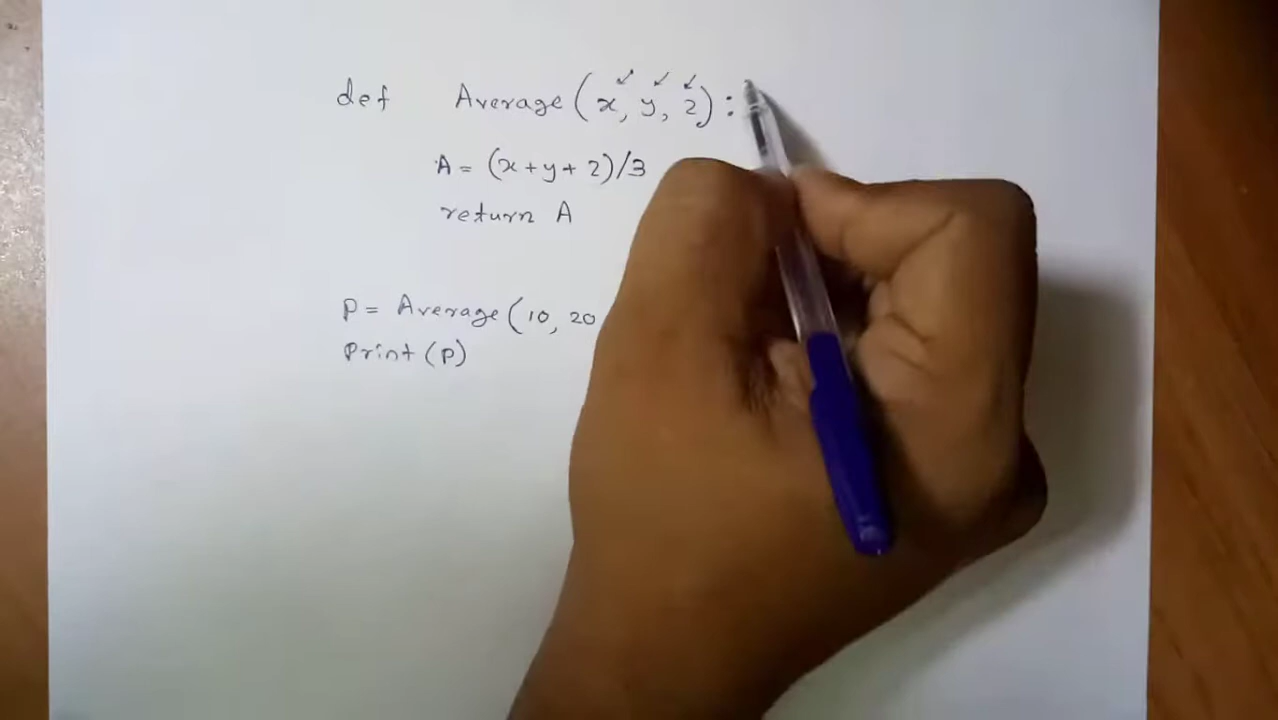 def Average(x, y, z):
A = (x+y+z)/3
return A
P = Average(10, 20
Print(P)